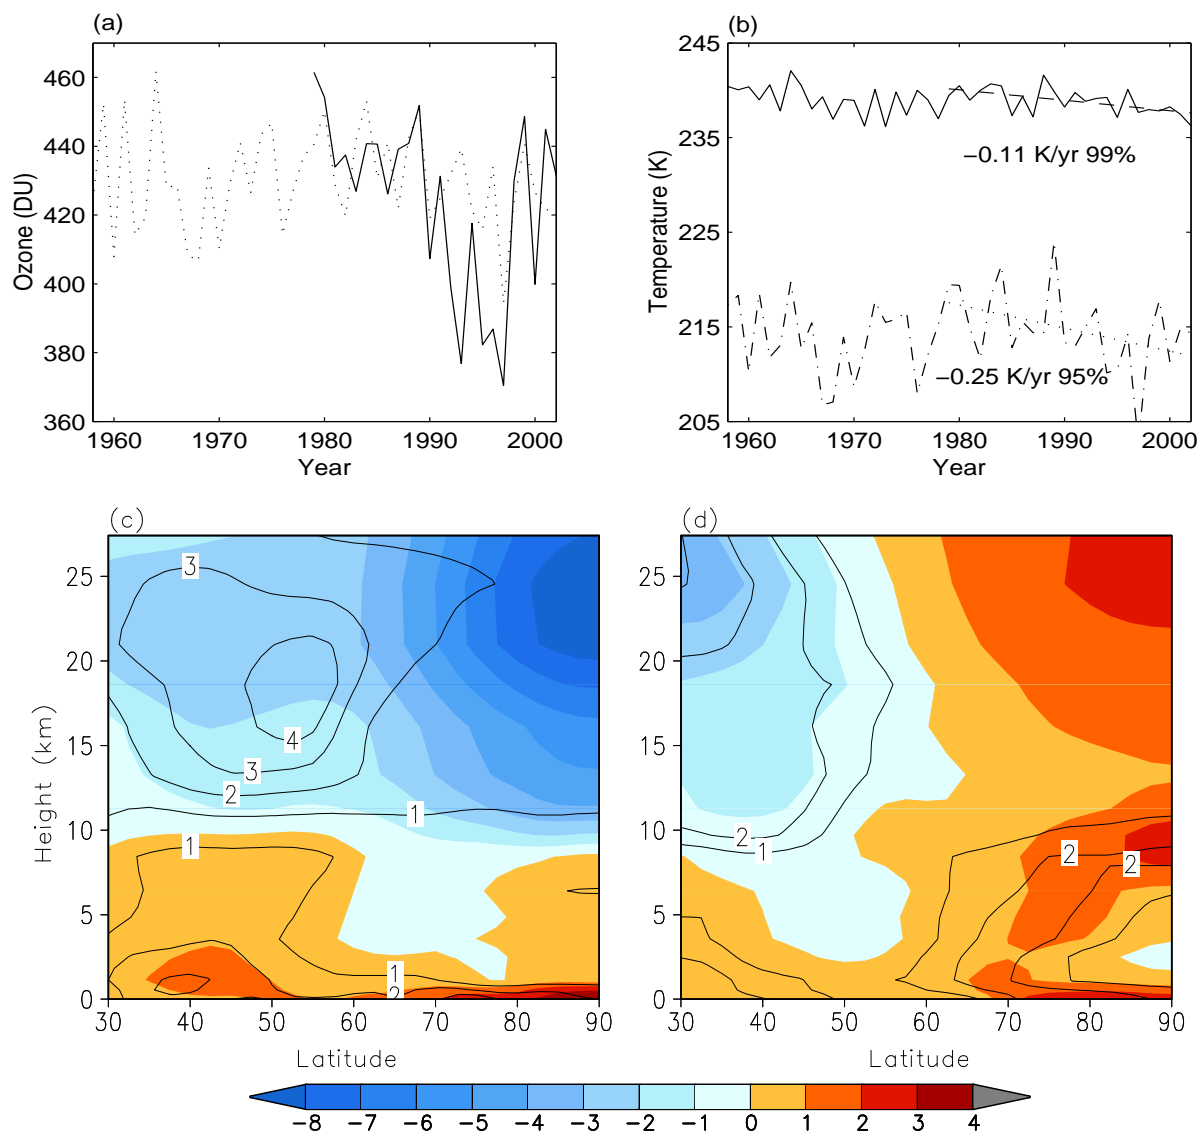 (a)
460
440
420
400
380
360
Ozone (DU)
1960 1970 1980 1990 2000
Year
(b)
245
235
225
215
205
Temperature (K)
−0.11 K/yr 99%
−0.25 K/yr 95%
1960 1970 1980 1990 2000
Year
(c)
25
20
15
10
5
0
Height (km)
3
4
3
2
1
1
1
2
30 40 50 60 70 80 90
Latitude
(d)
25
20
15
10
5
0
2
1
2
2
30 40 50 60 70 80 90
Latitude
−8 −7 −6 −5 −4 −3 −2 −1 0 1 2 3 4